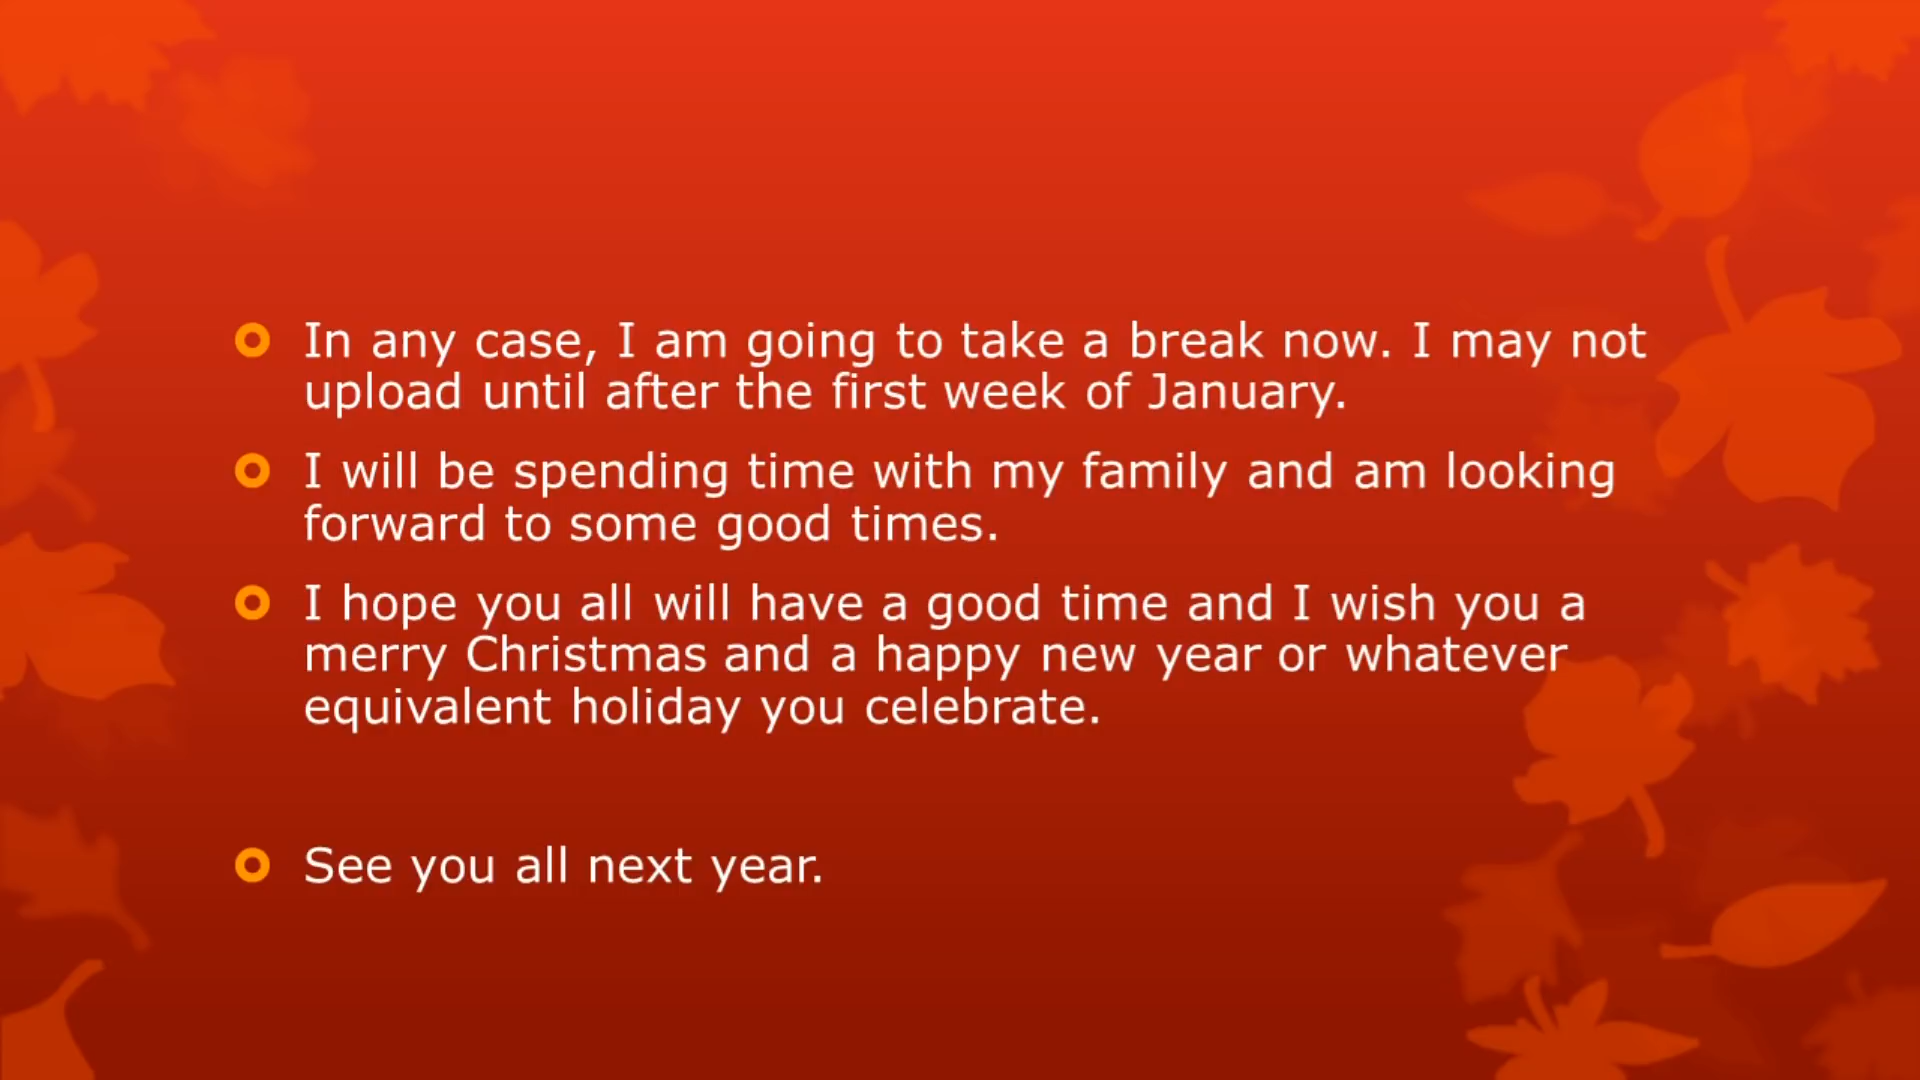 In any case, I am going to take a break now. I may not
upload until after the first week of January.
I will be spending time with my family and am looking
forward to some good times.
I hope you all will have a good time and I wish you a
merry Christmas and a happy new year or whatever
equivalent holiday you celebrate.
See you all next year.